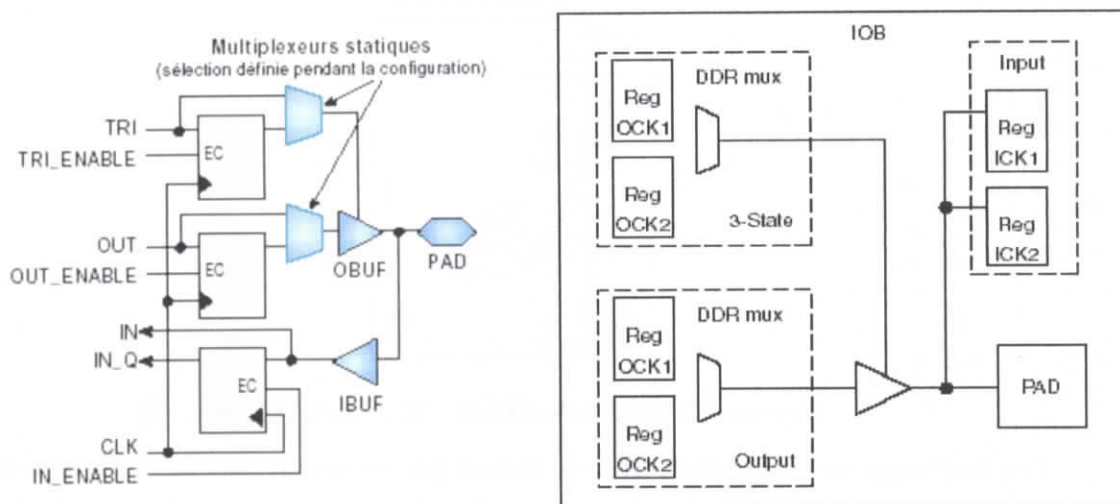 Multiplexeurs statiques
(sélection définie pendant la configuration)
TRI
TRI_ENABLE
EC
OUT
OUT_ENABLE
EC
OBUF
PAD
IN
IN_Q
EC
IBUF
CLK
IN_ENABLE
IOB
DDR mux
Reg
OCK1
Reg
OCK2
3-State
Input
Reg
ICK1
Reg
ICK2
DDR mux
Reg
OCK1
Reg
OCK2
Output
PAD